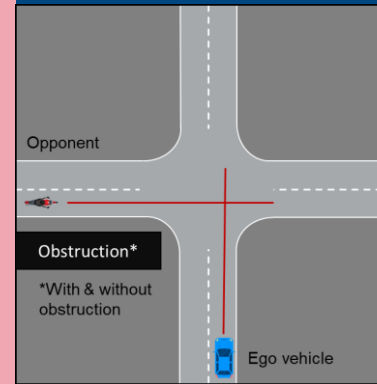 Opponent
Obstruction*
*With & without
obstruction
Ego vehicle